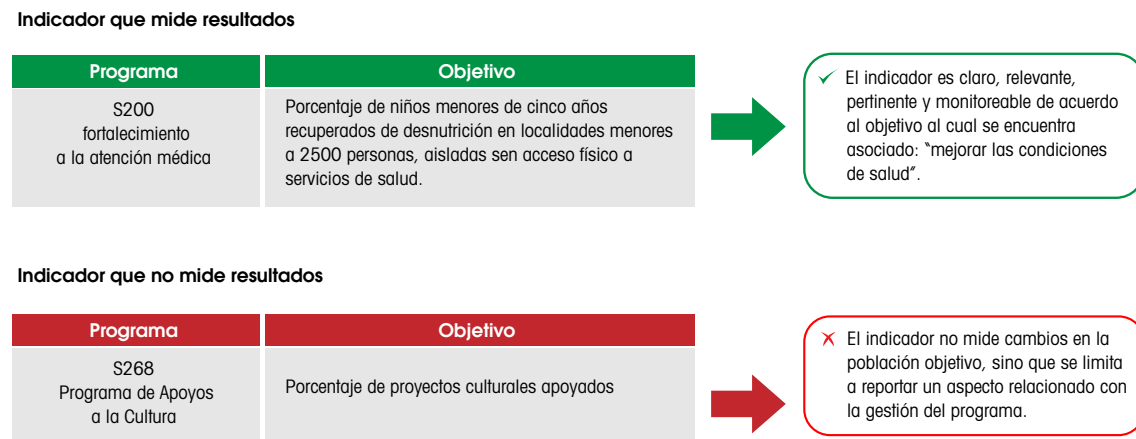 Indicador que mide resultados
Programa
Objetivo
S200
fortalecimiento
a la atención médica
Porcentaje de niños menores de cinco años
recuperados de desnutrición en localidades menores
a 2500 personas, aisladas sen acceso físico a
servicios de salud.
✓ El indicador es claro, relevante,
pertinente y monitoreable de acuerdo
al objetivo al cual se encuentra
asociado: “mejorar las condiciones
de salud”.
Indicador que no mide resultados
Programa
Objetivo
S268
Programa de Apoyos
a la Cultura
Porcentaje de proyectos culturales apoyados
✗ El indicador no mide cambios en la
población objetivo, sino que se limita
a reportar un aspecto relacionado con
la gestión del programa.